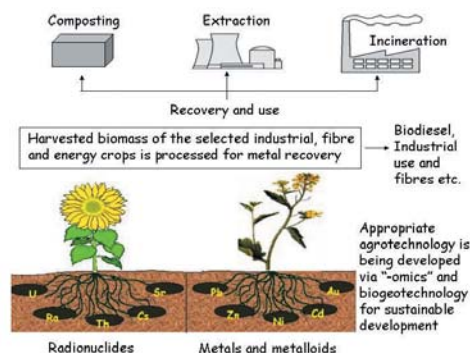 Composting
Extraction
Incineration
Recovery and use
Harvested biomass of the selected industrial, fibre
and energy crops is processed for metal recovery
Biodiesel,
Industrial
use and
fibres etc.
Appropriate
agrotechnology is
being developed
via "-omics" and
biogeotechnology
for sustainable
development
U
Sr
Ra
Cs
Th
Pb
Au
Zn
Cd
Ni
Radionuclides
Metals and metalloids